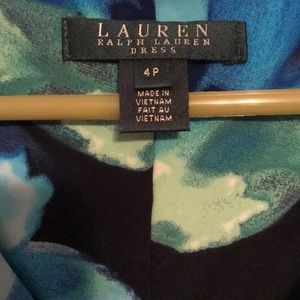 LAUREN
RALPH LAUREN
DRESS
4P
MADE IN
VIETNAM
FAIT AU
VIETNAM